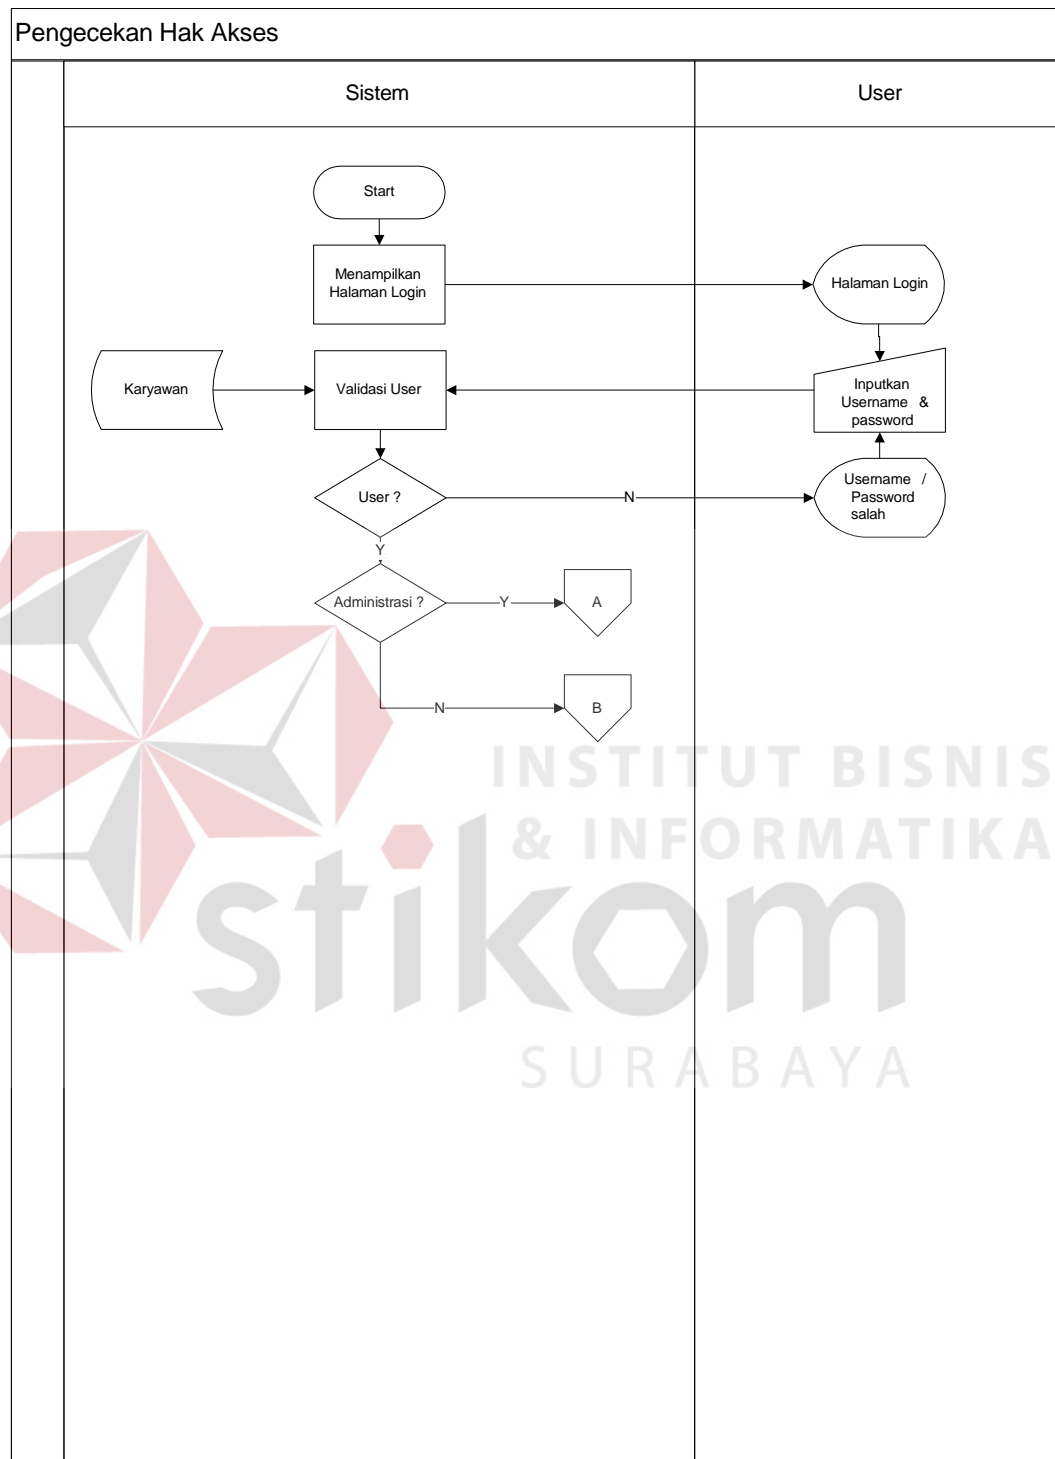 Pengecekan Hak Akses
Sistem
User
Start
Menampilkan
Halaman Login
Halaman Login
Karyawan
Validasi User
Inputkan
Username &
password
User ?
N
Username /
Password
salah
Y
Administrasi ?
Y
A
N
B
INSTITUT BISNIS
& INFORMATIKA
stikom
SURABAYA